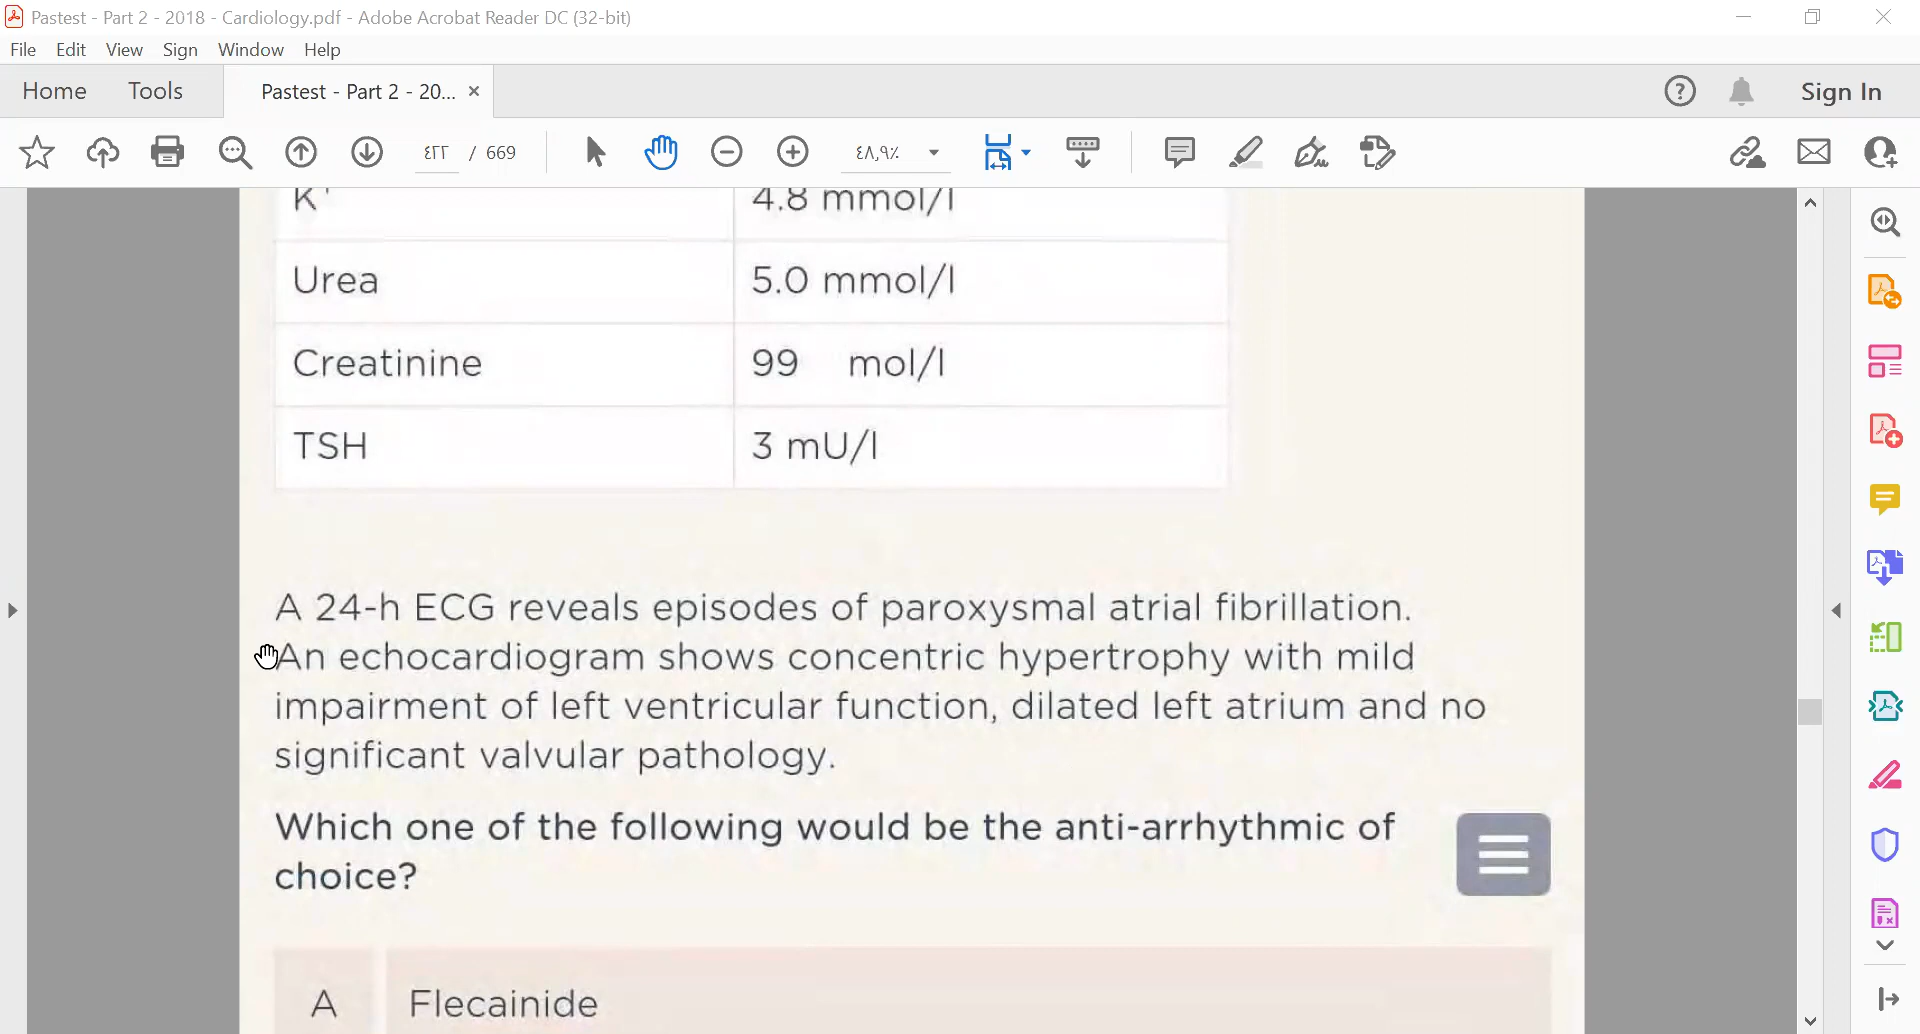 Pastest - Part 2 - 2018 - Cardiology.pdf - Adobe Acrobat Reader DC (32-bit)
File Edit View Sign Window Help
Home Tools Pastest - Part 2 - 20... × Sign In
٤٢٢ / 669 ٤٨,٩٪
K⁺ 4.8 mmol/l
Urea 5.0 mmol/l
Creatinine 99 mol/l
TSH 3 mU/l
A 24-h ECG reveals episodes of paroxysmal atrial fibrillation.
An echocardiogram shows concentric hypertrophy with mild
impairment of left ventricular function, dilated left atrium and no
significant valvular pathology.
Which one of the following would be the anti-arrhythmic of
choice?
A Flecainide